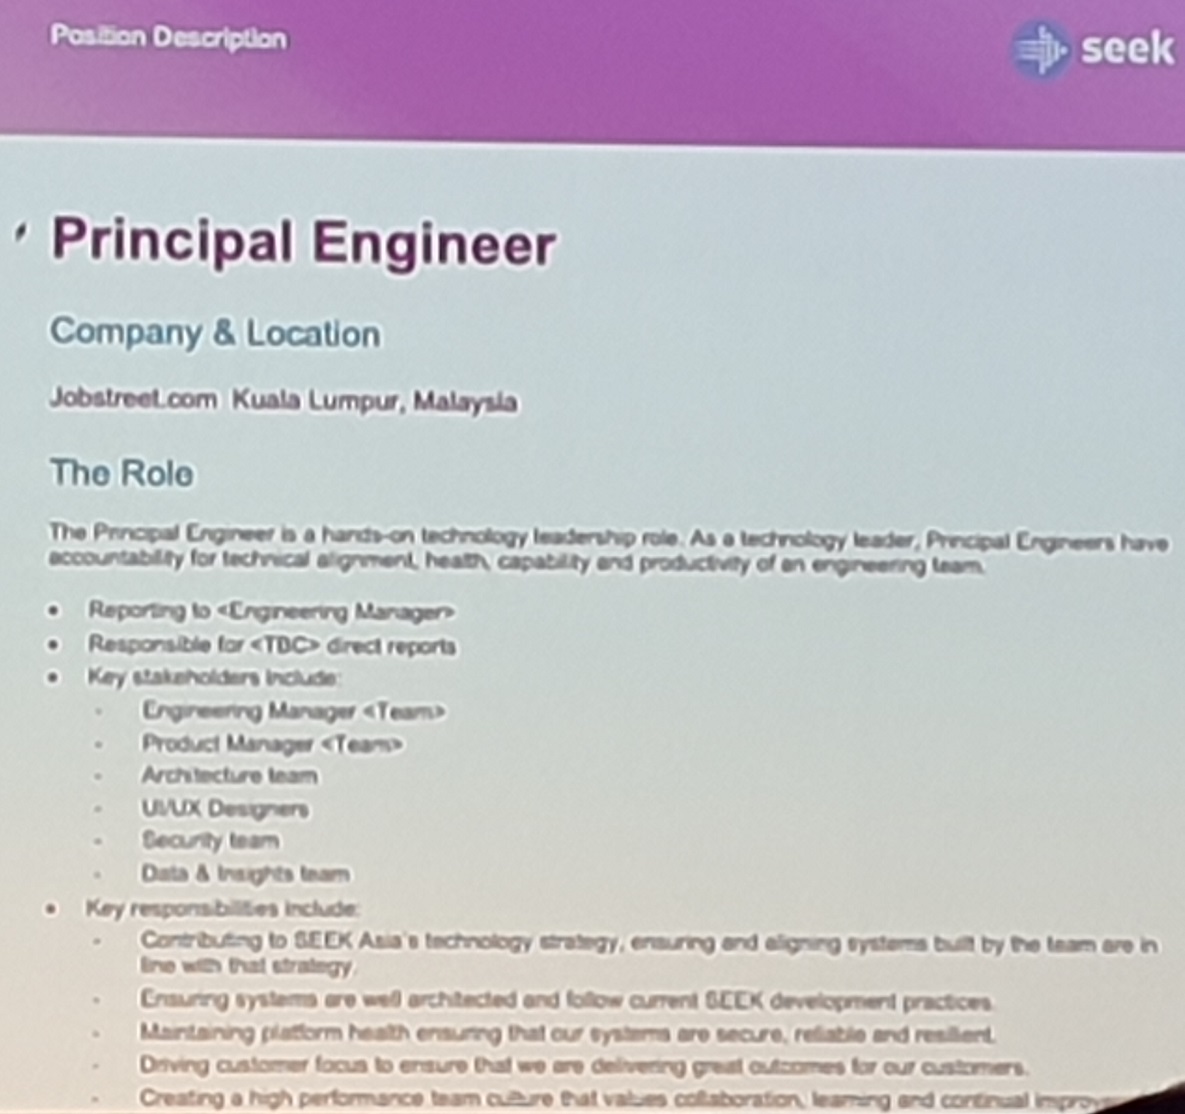 Position Description
seek
Principal Engineer
Company & Location
Jobstreet.com Kuala Lumpur, Malaysia
The Role
The Principal Engineer is a hands-on technology leadership role. As a technology leader, Principal Engineers have
accountability for technical alignment, health, capability and productivity of an engineering team.
• Reporting to <Engineering Manager>
• Responsible for <TBC> direct reports
• Key stakeholders include:
- Engineering Manager <Team>
- Product Manager <Team>
- Architecture team
- UI/UX Designers
- Security team
- Data & Insights team
• Key responsibilities include:
- Contributing to SEEK Asia's technology strategy, ensuring and aligning systems built by the team are in
line with that strategy.
- Ensuring systems are well architected and follow current SEEK development practices.
- Maintaining platform health ensuring that our systems are secure, reliable and resilient.
- Driving customer focus to ensure that we are delivering great outcomes for our customers.
- Creating a high performance team culture that values collaboration, learning and continual